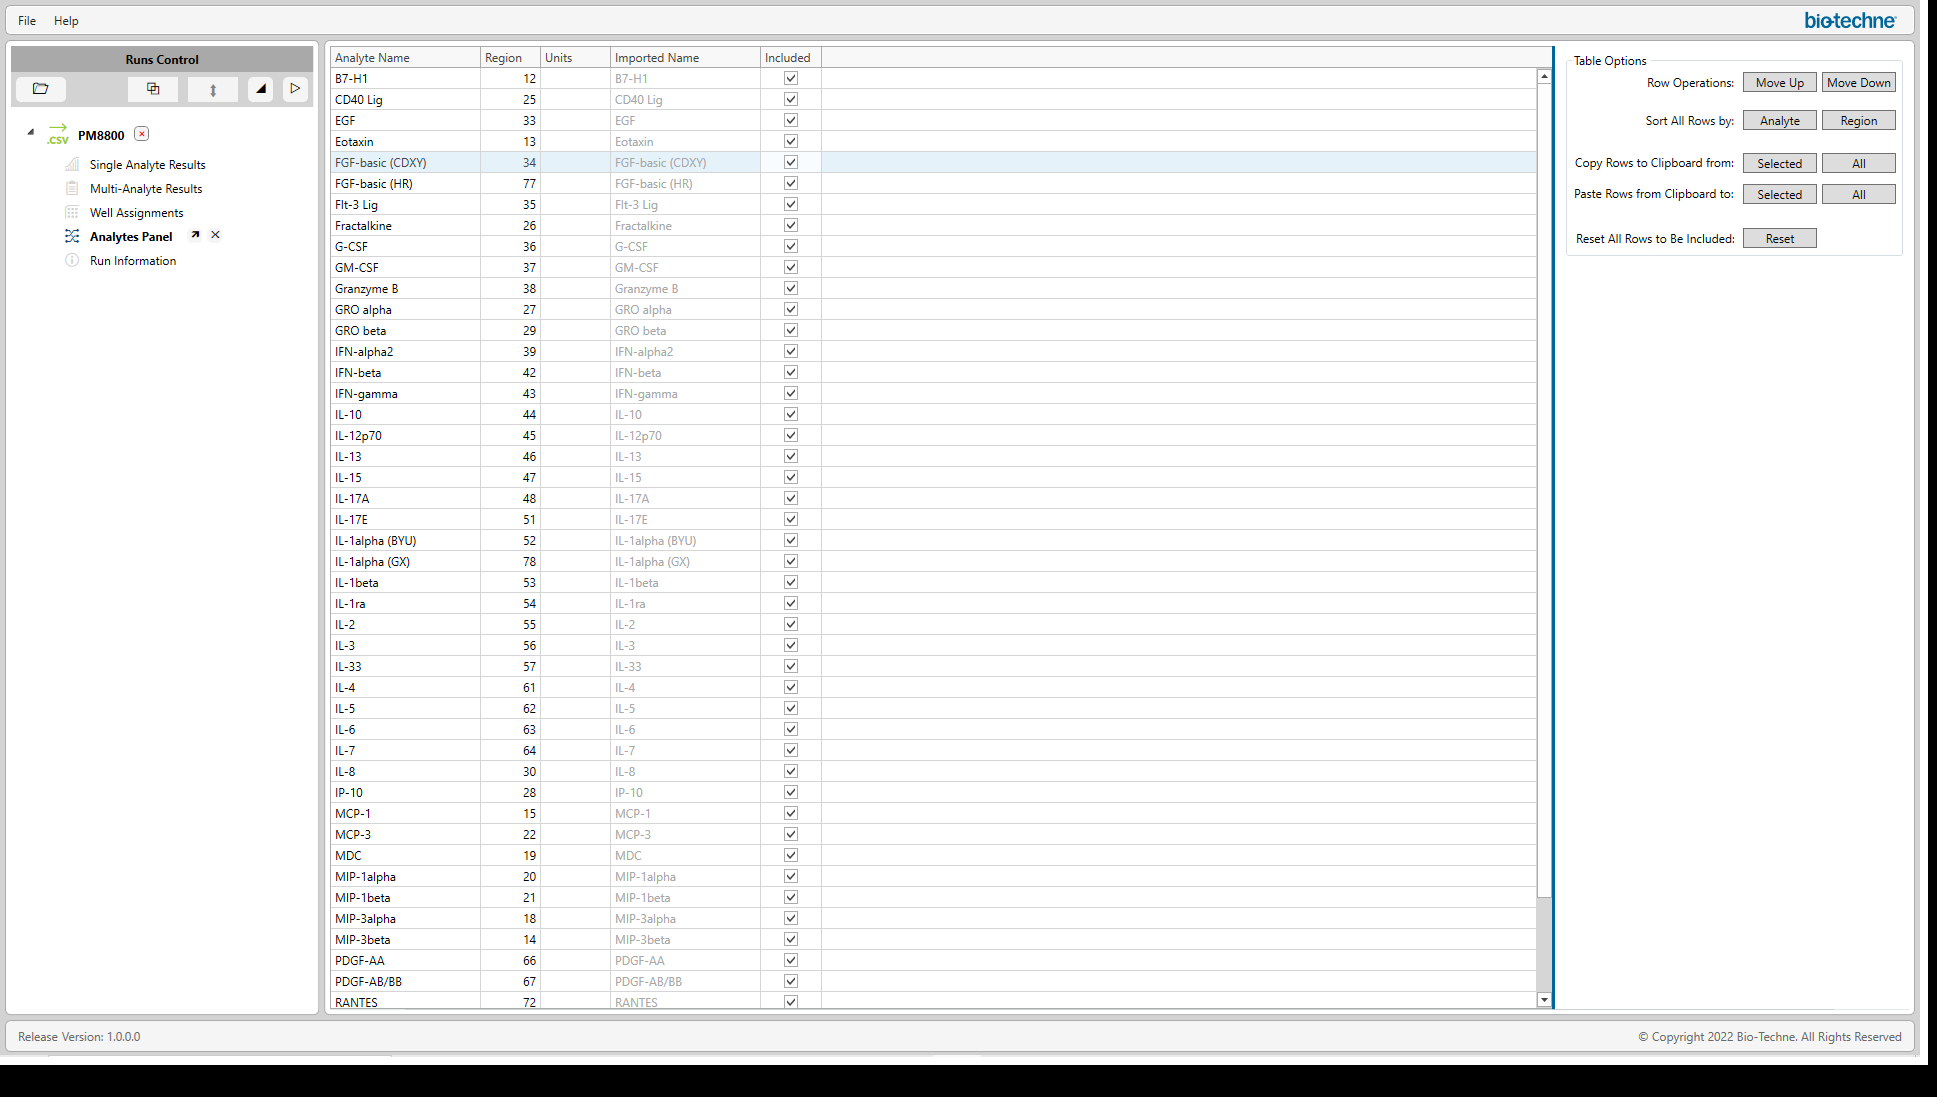 File Help
bio-techne
Runs Control
PM8800
.CSV
Single Analyte Results
Multi-Analyte Results
Well Assignments
Analytes Panel
Run Information
Analyte Name Region Units Imported Name Included
B7-H1 12 B7-H1
CD40 Lig 25 CD40 Lig
EGF 33 EGF
Eotaxin 13 Eotaxin
FGF-basic (CDXY) 34 FGF-basic (CDXY)
FGF-basic (HR) 77 FGF-basic (HR)
Flt-3 Lig 35 Flt-3 Lig
Fractalkine 26 Fractalkine
G-CSF 36 G-CSF
GM-CSF 37 GM-CSF
Granzyme B 38 Granzyme B
GRO alpha 27 GRO alpha
GRO beta 29 GRO beta
IFN-alpha2 39 IFN-alpha2
IFN-beta 42 IFN-beta
IFN-gamma 43 IFN-gamma
IL-10 44 IL-10
IL-12p70 45 IL-12p70
IL-13 46 IL-13
IL-15 47 IL-15
IL-17A 48 IL-17A
IL-17E 51 IL-17E
IL-1alpha (BYU) 52 IL-1alpha (BYU)
IL-1alpha (GX) 78 IL-1alpha (GX)
IL-1beta 53 IL-1beta
IL-1ra 54 IL-1ra
IL-2 55 IL-2
IL-3 56 IL-3
IL-33 57 IL-33
IL-4 61 IL-4
IL-5 62 IL-5
IL-6 63 IL-6
IL-7 64 IL-7
IL-8 30 IL-8
IP-10 28 IP-10
MCP-1 15 MCP-1
MCP-3 22 MCP-3
MDC 19 MDC
MIP-1alpha 20 MIP-1alpha
MIP-1beta 21 MIP-1beta
MIP-3alpha 18 MIP-3alpha
MIP-3beta 14 MIP-3beta
PDGF-AA 66 PDGF-AA
PDGF-AB/BB 67 PDGF-AB/BB
RANTES 72 RANTES
Table Options
Row Operations: Move Up Move Down
Sort All Rows by: Analyte Region
Copy Rows to Clipboard from: Selected All
Paste Rows from Clipboard to: Selected All
Reset All Rows to Be Included: Reset
Release Version: 1.0.0.0
© Copyright 2022 Bio-Techne. All Rights Reserved